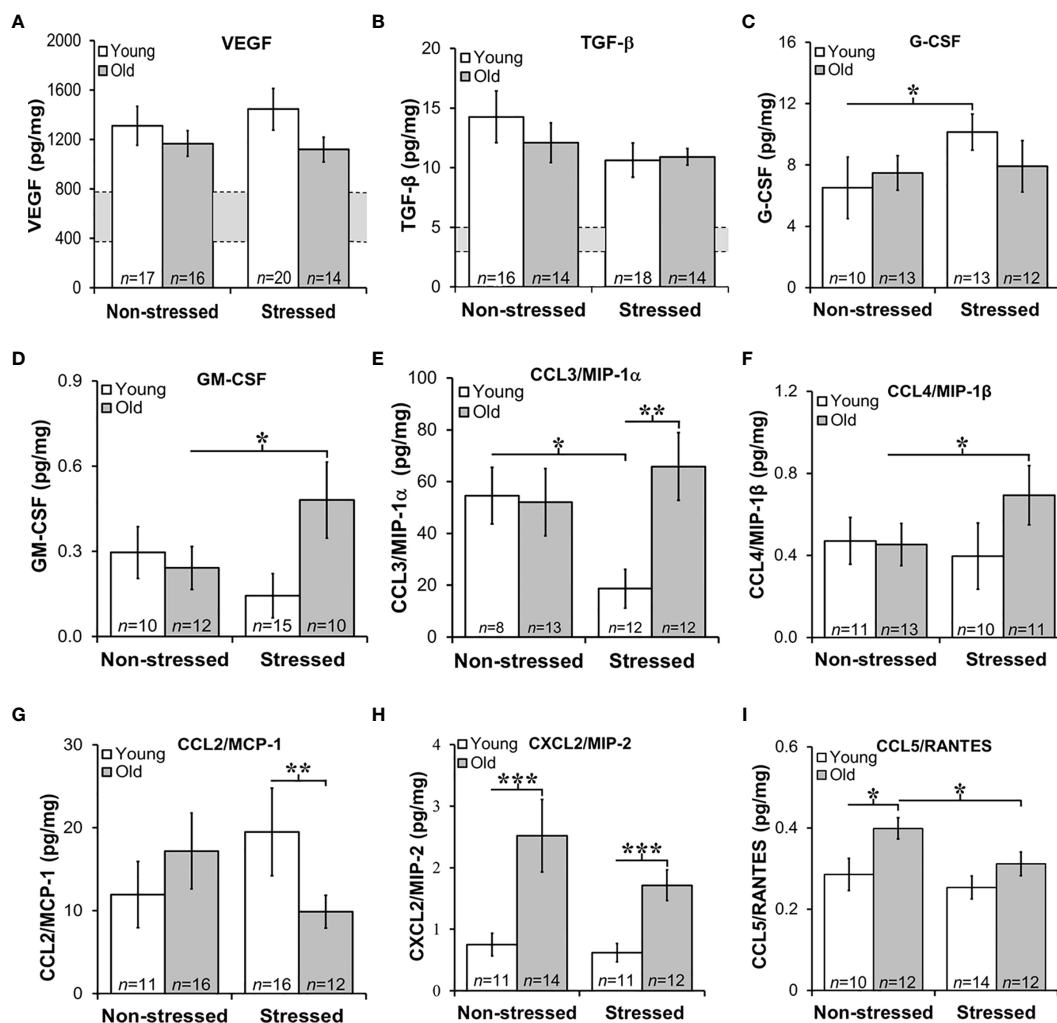 A
VEGF
Young
Old
VEGF (pg/mg)
2000
1600
1200
800
400
0
n=17 n=16 n=20 n=14
Non-stressed Stressed
B
TGF-β
Young
Old
TGF-β (pg/mg)
20
15
10
5
0
n=16 n=14 n=18 n=14
Non-stressed Stressed
C
G-CSF
Young
Old
G-CSF (pg/mg)
16
12
8
4
0
*
n=10 n=13 n=13 n=12
Non-stressed Stressed
D
GM-CSF
Young
Old
GM-CSF (pg/mg)
0.9
0.6
0.3
0.0
*
n=10 n=12 n=15 n=10
Non-stressed Stressed
E
CCL3/MIP-1α
Young
Old
CCL3/MIP-1α (pg/mg)
100
80
60
40
20
0
* **
n=8 n=13 n=12 n=12
Non-stressed Stressed
F
CCL4/MIP-1β
Young
Old
CCL4/MIP-1β (pg/mg)
1.2
0.8
0.4
0.0
*
n=11 n=13 n=10 n=11
Non-stressed Stressed
G
CCL2/MCP-1
Young
Old
CCL2/MCP-1 (pg/mg)
30
20
10
0
**
n=11 n=16 n=16 n=12
Non-stressed Stressed
H
CXCL2/MIP-2
Young
Old
CXCL2/MIP-2 (pg/mg)
4
3
2
1
0
*** ***
n=11 n=14 n=11 n=12
Non-stressed Stressed
I
CCL5/RANTES
Young
Old
CCL5/RANTES (pg/mg)
0.6
0.4
0.2
0.0
* *
n=10 n=12 n=14 n=12
Non-stressed Stressed